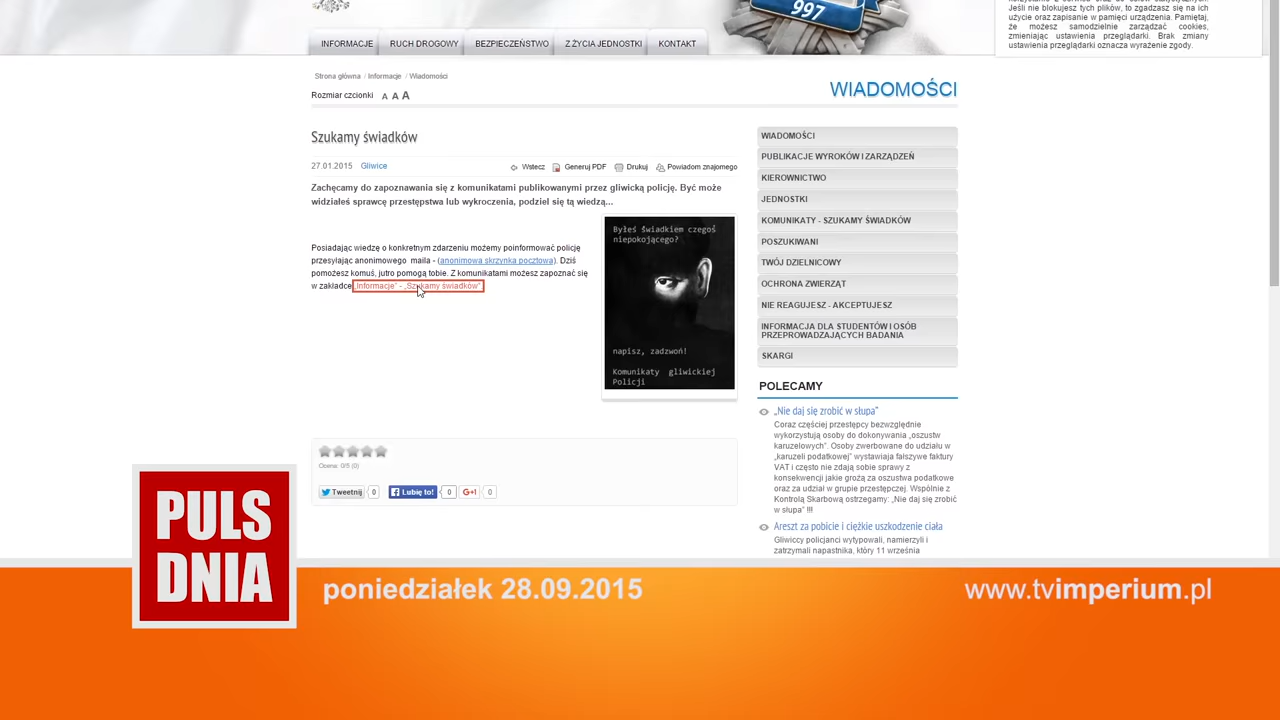 997
Jeśli nie blokujesz tych plików, to zgadzasz się na ich
użycie oraz zapisanie w pamięci urządzenia. Pamiętaj,
że możesz samodzielnie zarządzać cookies,
zmieniając ustawienia przeglądarki. Brak zmiany
ustawienia przeglądarki oznacza wyrażenie zgody.
INFORMACJE RUCH DROGOWY BEZPIECZEŃSTWO Z ŻYCIA JEDNOSTKI KONTAKT
Strona główna / Informacje / Wiadomości
Rozmiar czcionki A A A
WIADOMOŚCI
Szukamy świadków
27.01.2015 Gliwice Wstecz Generuj PDF Drukuj Powiadom znajomego
Zachęcamy do zapoznawania się z komunikatami publikowanymi przez gliwicką policję. Być może
widziałeś sprawcę przestępstwa lub wykroczenia, podziel się tą wiedzą...
Posiadając wiedzę o konkretnym zdarzeniu możemy poinformować policję
przesyłając anonimowego maila - (anonimowa skrzynka pocztowa). Dziś
pomożesz komuś, jutro pomogą tobie. Z komunikatami możesz zapoznać się
w zakładce „Informacje” - „Szukamy świadków”.
Byłeś świadkiem czegoś
niepokojącego?
napisz, zadzwoń!
Komunikaty gliwickiej
Policji
Ocena: 0/5 (0)
Tweetnij 0 Lubię to! 0 G+1 0
WIADOMOŚCI
PUBLIKACJE WYROKÓW I ZARZĄDZEŃ
KIEROWNICTWO
JEDNOSTKI
KOMUNIKATY - SZUKAMY ŚWIADKÓW
POSZUKIWANI
TWÓJ DZIELNICOWY
OCHRONA ZWIERZĄT
NIE REAGUJESZ - AKCEPTUJESZ
INFORMACJA DLA STUDENTÓW I OSÓB
PRZEPROWADZAJĄCYCH BADANIA
SKARGI
POLECAMY
„Nie daj się zrobić w słupa”
Coraz częściej przestępcy bezwzględnie
wykorzystują osoby do dokonywania „oszustw
karuzelowych”. Osoby zwerbowane do udziału w
„karuzeli podatkowej” wystawiaja fałszywe faktury
VAT i często nie zdają sobie sprawy z
konsekwencji jakie grożą za oszustwa podatkowe
oraz za udział w grupie przestępczej. Wspólnie z
Kontrolą Skarbową ostrzegamy: „Nie daj się zrobić
w słupa” !!!
Areszt za pobicie i ciężkie uszkodzenie ciała
Gliwiccy policjanci wytypowali, namierzyli i
zatrzymali napastnika, który 11 września
PULS
DNIA
poniedziałek 28.09.2015
www.tvimperium.pl